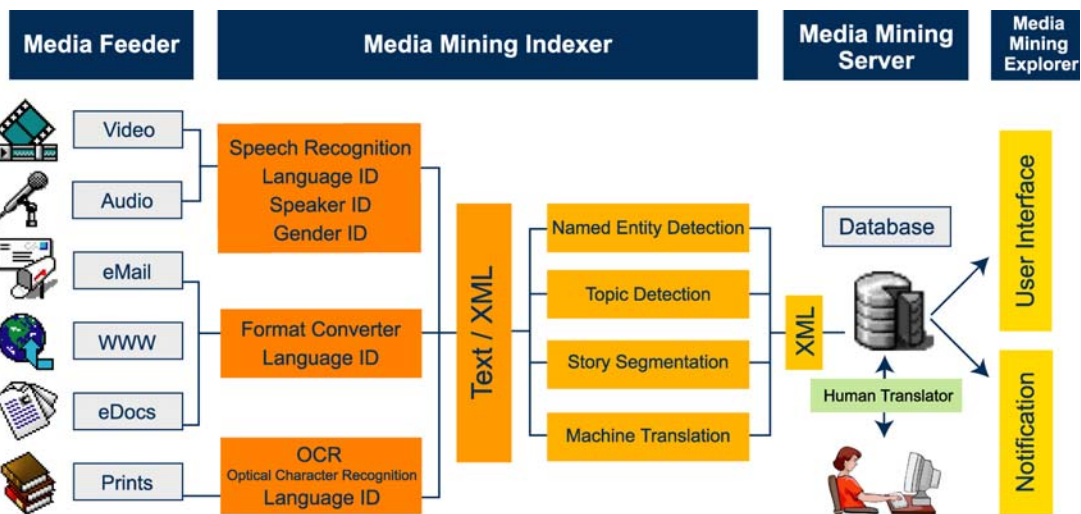 Media Feeder
Media Mining Indexer
Media Mining
Server
Media
Mining
Explorer
Video
Audio
eMail
WWW
eDocs
Prints
Speech Recognition
Language ID
Speaker ID
Gender ID
Format Converter
Language ID
OCR
Optical Character Recognition
Language ID
Text / XML
Named Entity Detection
Topic Detection
Story Segmentation
Machine Translation
XML
Database
Human Translator
User Interface
Notification